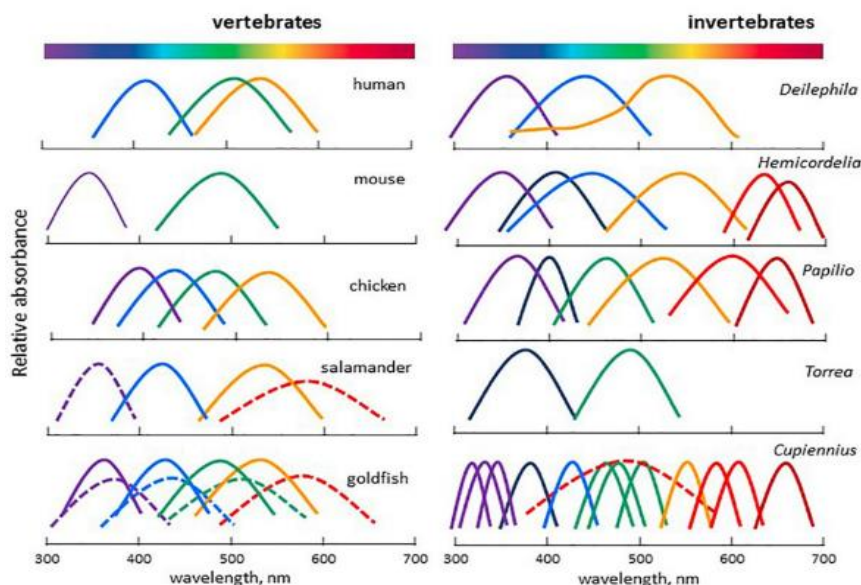 vertebrates
human
mouse
chicken
salamander
goldfish
Relative absorbance
300 400 500 600 700
wavelength, nm
invertebrates
Deilephila
Hemicordelia
Papilio
Torrea
Cupiennius
300 400 500 600 700
wavelength, nm